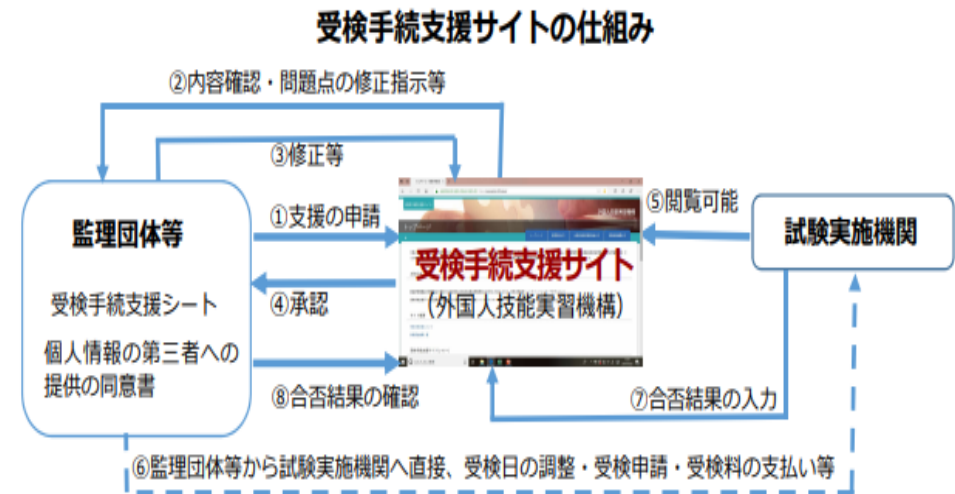 受検手続支援サイトの仕組み
②内容確認・問題点の修正指示等
③修正等
監理団体等
受検手続支援シート
個人情報の第三者への
提供の同意書
①支援の申請
④承認
⑧合否結果の確認
受検手続支援サイト
（外国人技能実習機構）
⑤閲覧可能
試験実施機関
⑦合否結果の入力
⑥監理団体等から試験実施機関へ直接、受検日の調整・受検申請・受検料の支払い等